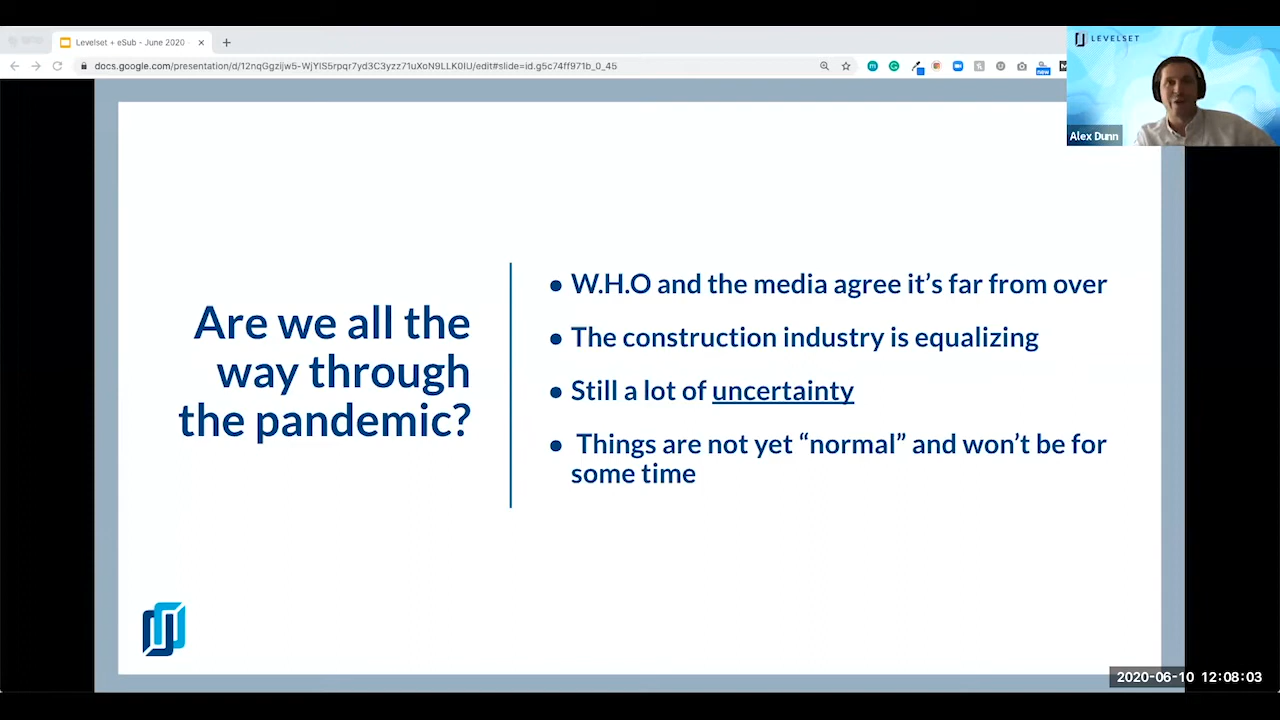 Levelset + eSub - June 2020
docs.google.com/presentation/d/12nqGgzijw5-WjYIS5rpqr7yd3C3yzz71uXoN9LLK0IU/edit#slide=id.g5c74ff971b_0_45
new
LEVELSET
Alex Dunn
Are we all the
way through
the pandemic?
● W.H.O and the media agree it’s far from over
● The construction industry is equalizing
● Still a lot of uncertainty
● Things are not yet “normal” and won’t be for
some time
2020-06-10 12:08:03